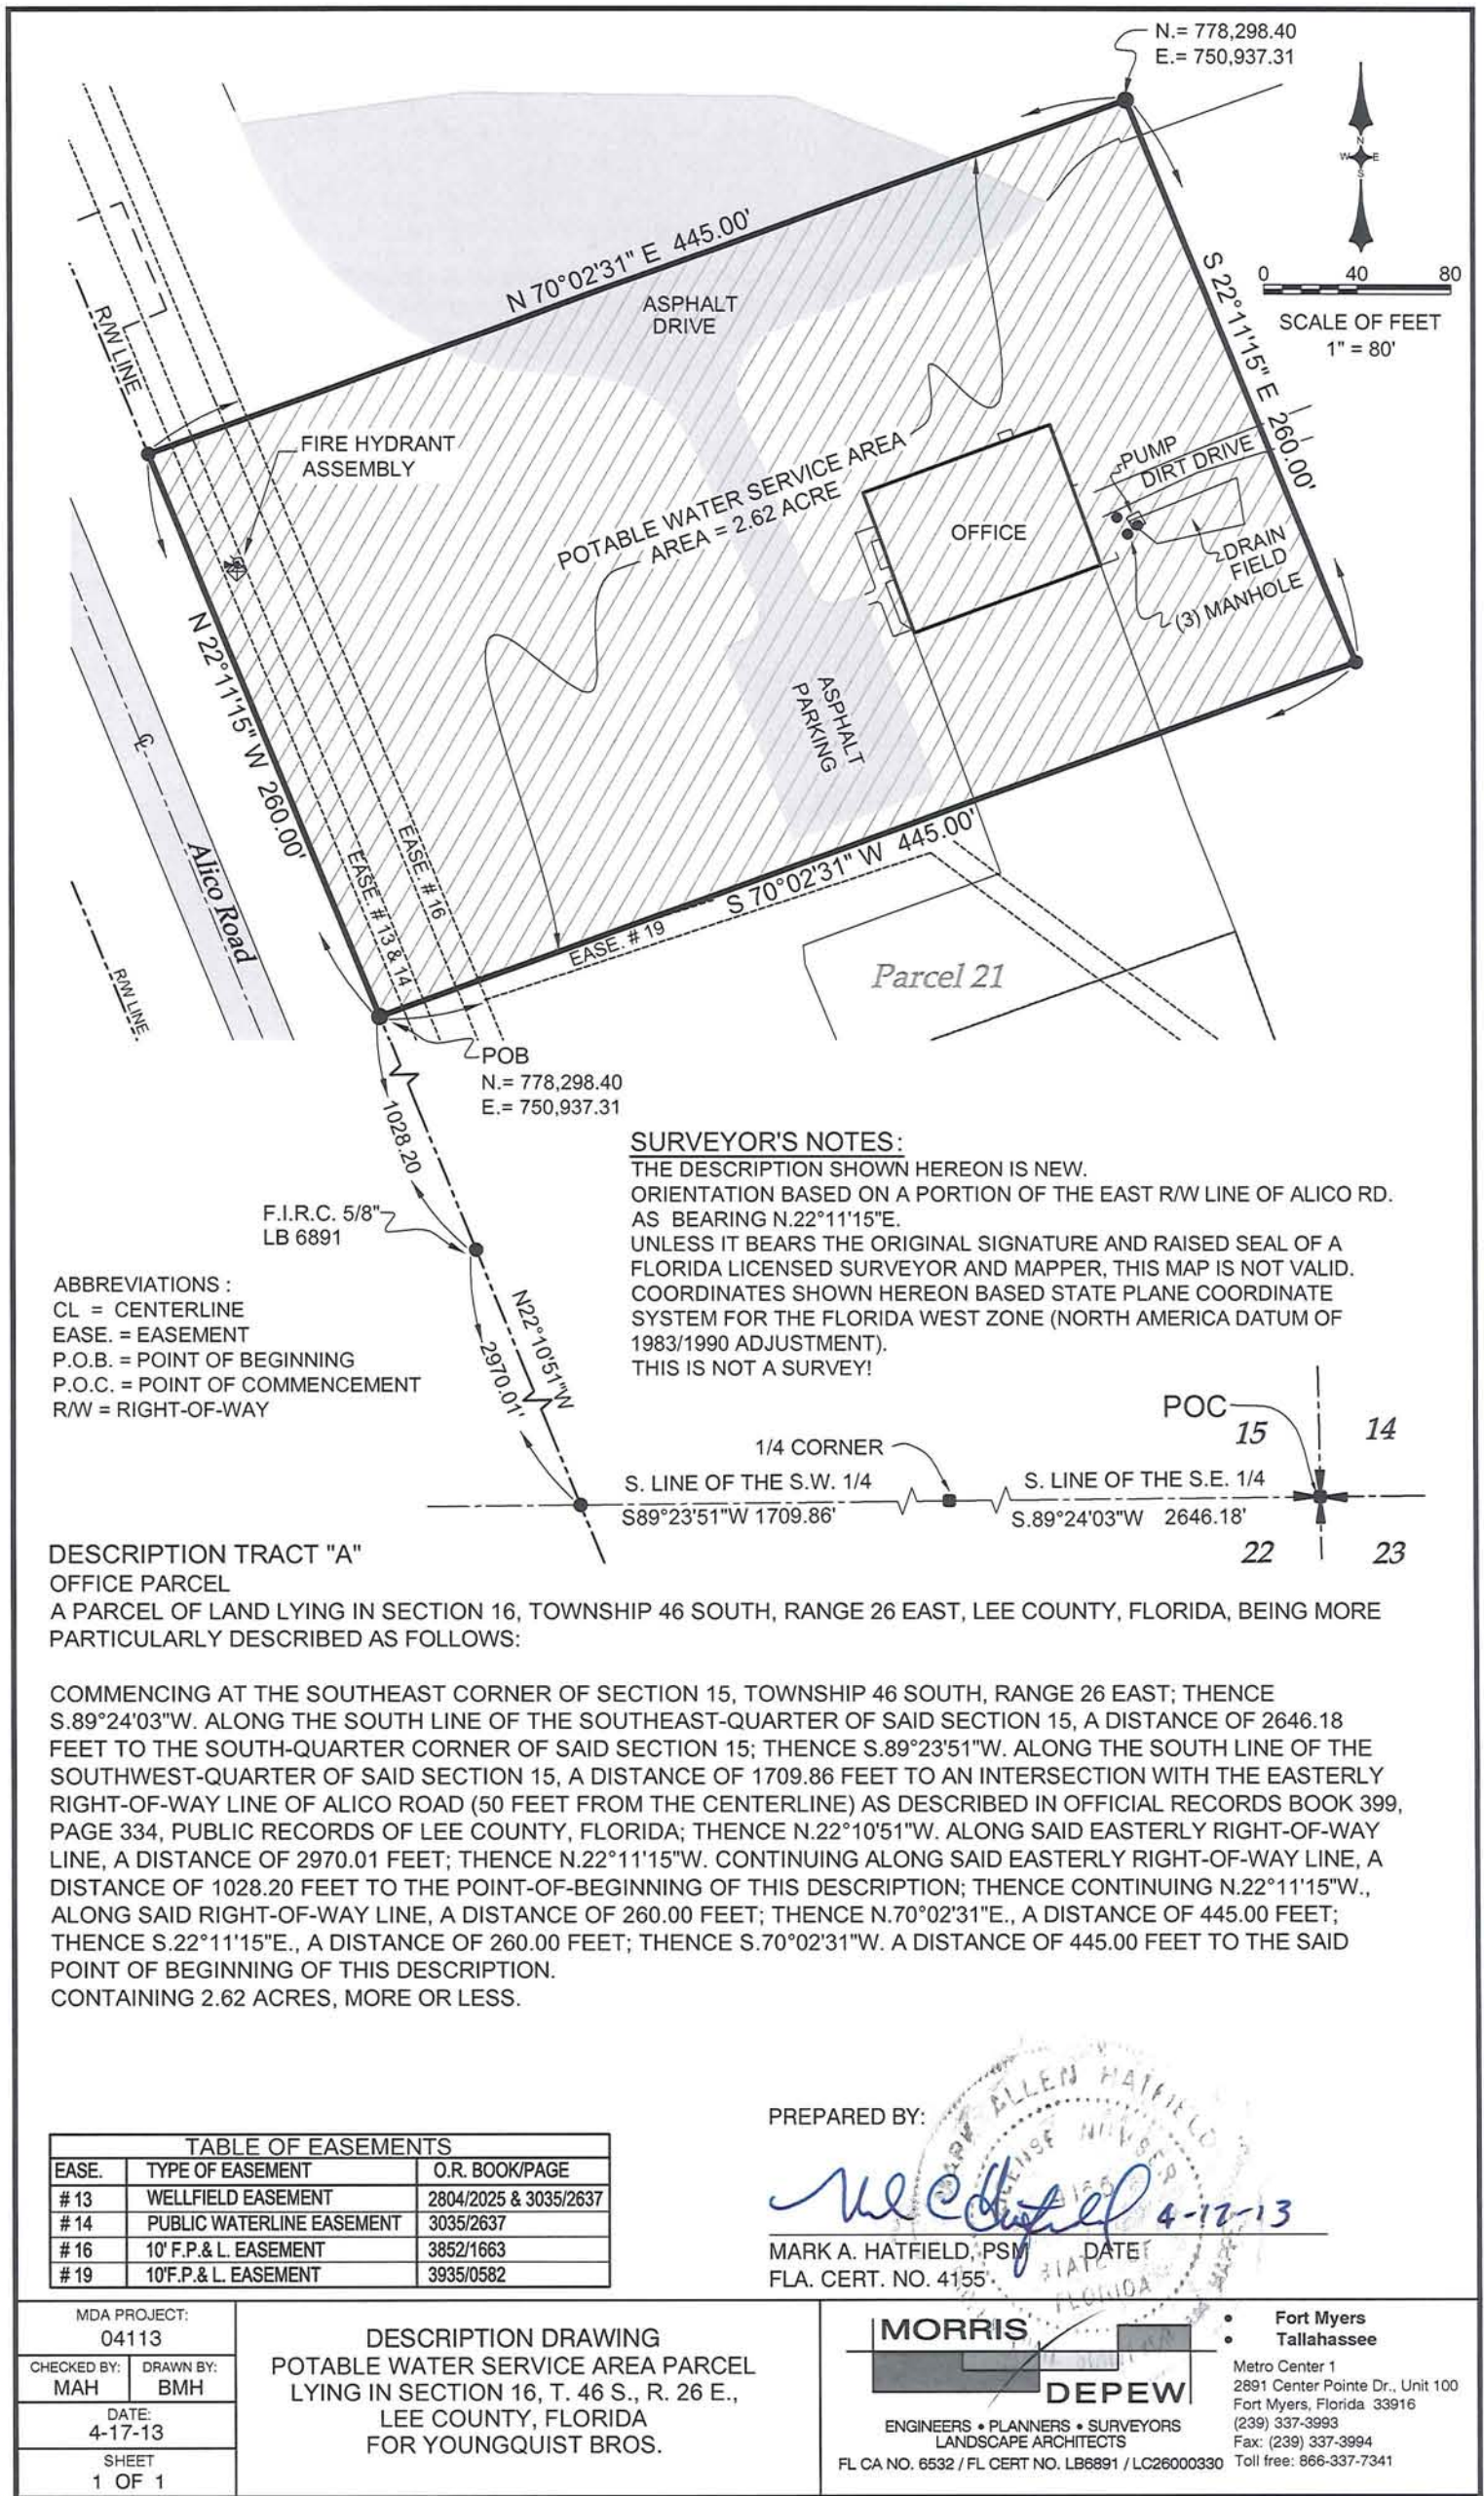 N.= 778,298.40
E.= 750,937.31
N
W E
S
0 40 80
SCALE OF FEET
1" = 80'
N 70°02'31" E 445.00'
S 22°11'15" E 260.00'
ASPHALT
DRIVE
R/W LINE
FIRE HYDRANT
ASSEMBLY
POTABLE WATER SERVICE AREA
AREA = 2.62 ACRE
OFFICE
PUMP
DIRT DRIVE
DRAIN
FIELD
(3) MANHOLE
N 22°11'15" W 260.00'
ASPHALT
PARKING
CL
Alico Road
R/W LINE
EASE. # 13 & 14
EASE. # 16
S 70°02'31" W 445.00'
EASE. # 19
Parcel 21
POB
N.= 778,298.40
E.= 750,937.31
1028.20
F.I.R.C. 5/8"
LB 6891
SURVEYOR'S NOTES:
THE DESCRIPTION SHOWN HEREON IS NEW.
ORIENTATION BASED ON A PORTION OF THE EAST R/W LINE OF ALICO RD.
AS BEARING N.22°11'15"E.
UNLESS IT BEARS THE ORIGINAL SIGNATURE AND RAISED SEAL OF A
FLORIDA LICENSED SURVEYOR AND MAPPER, THIS MAP IS NOT VALID.
COORDINATES SHOWN HEREON BASED STATE PLANE COORDINATE
SYSTEM FOR THE FLORIDA WEST ZONE (NORTH AMERICA DATUM OF
1983/1990 ADJUSTMENT).
THIS IS NOT A SURVEY!
ABBREVIATIONS :
CL = CENTERLINE
EASE. = EASEMENT
P.O.B. = POINT OF BEGINNING
P.O.C. = POINT OF COMMENCEMENT
R/W = RIGHT-OF-WAY
N22°10'51"W
2970.01'
POC
15 14
1/4 CORNER
S. LINE OF THE S.W. 1/4
S. LINE OF THE S.E. 1/4
S89°23'51"W 1709.86'
S.89°24'03"W 2646.18'
22 23
DESCRIPTION TRACT "A"
OFFICE PARCEL
A PARCEL OF LAND LYING IN SECTION 16, TOWNSHIP 46 SOUTH, RANGE 26 EAST, LEE COUNTY, FLORIDA, BEING MORE
PARTICULARLY DESCRIBED AS FOLLOWS:
COMMENCING AT THE SOUTHEAST CORNER OF SECTION 15, TOWNSHIP 46 SOUTH, RANGE 26 EAST; THENCE
S.89°24'03"W. ALONG THE SOUTH LINE OF THE SOUTHEAST-QUARTER OF SAID SECTION 15, A DISTANCE OF 2646.18
FEET TO THE SOUTH-QUARTER CORNER OF SAID SECTION 15; THENCE S.89°23'51"W. ALONG THE SOUTH LINE OF THE
SOUTHWEST-QUARTER OF SAID SECTION 15, A DISTANCE OF 1709.86 FEET TO AN INTERSECTION WITH THE EASTERLY
RIGHT-OF-WAY LINE OF ALICO ROAD (50 FEET FROM THE CENTERLINE) AS DESCRIBED IN OFFICIAL RECORDS BOOK 399,
PAGE 334, PUBLIC RECORDS OF LEE COUNTY, FLORIDA; THENCE N.22°10'51"W. ALONG SAID EASTERLY RIGHT-OF-WAY
LINE, A DISTANCE OF 2970.01 FEET; THENCE N.22°11'15"W. CONTINUING ALONG SAID EASTERLY RIGHT-OF-WAY LINE, A
DISTANCE OF 1028.20 FEET TO THE POINT-OF-BEGINNING OF THIS DESCRIPTION; THENCE CONTINUING N.22°11'15"W.,
ALONG SAID RIGHT-OF-WAY LINE, A DISTANCE OF 260.00 FEET; THENCE N.70°02'31"E., A DISTANCE OF 445.00 FEET;
THENCE S.22°11'15"E., A DISTANCE OF 260.00 FEET; THENCE S.70°02'31"W. A DISTANCE OF 445.00 FEET TO THE SAID
POINT OF BEGINNING OF THIS DESCRIPTION.
CONTAINING 2.62 ACRES, MORE OR LESS.
TABLE OF EASEMENTS
EASE. TYPE OF EASEMENT O.R. BOOK/PAGE
# 13 WELLFIELD EASEMENT 2804/2025 & 3035/2637
# 14 PUBLIC WATERLINE EASEMENT 3035/2637
# 16 10' F.P.& L. EASEMENT 3852/1663
# 19 10'F.P.& L. EASEMENT 3935/0582
PREPARED BY:
MARK ALLEN HATFIELD
LICENSE NUMBER
4155
STATE OF
FLORIDA
4-17-13
MARK A. HATFIELD, PSM DATE
FLA. CERT. NO. 4155
MDA PROJECT:
04113
CHECKED BY: DRAWN BY:
MAH BMH
DATE:
4-17-13
SHEET
1 OF 1
DESCRIPTION DRAWING
POTABLE WATER SERVICE AREA PARCEL
LYING IN SECTION 16, T. 46 S., R. 26 E.,
LEE COUNTY, FLORIDA
FOR YOUNGQUIST BROS.
MORRIS
DEPEW
ENGINEERS • PLANNERS • SURVEYORS
LANDSCAPE ARCHITECTS
FL CA NO. 6532 / FL CERT NO. LB6891 / LC26000330
• Fort Myers
• Tallahassee
Metro Center 1
2891 Center Pointe Dr., Unit 100
Fort Myers, Florida 33916
(239) 337-3993
Fax: (239) 337-3994
Toll free: 866-337-7341